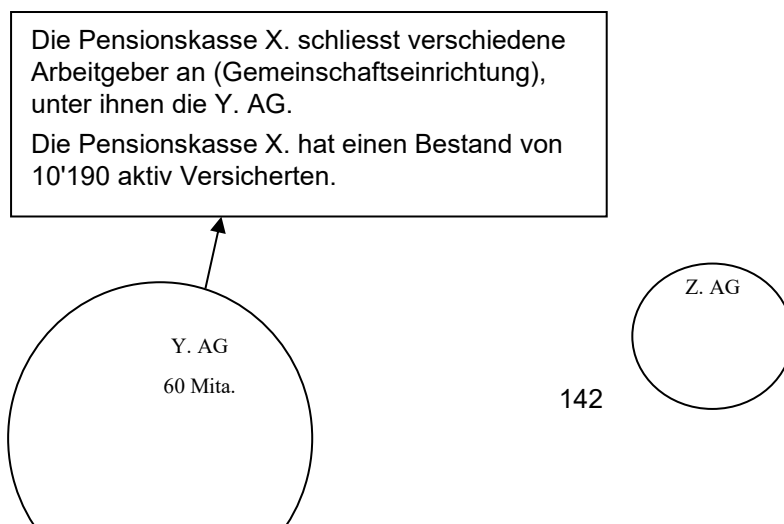 Die Pensionskasse X. schliesst verschiedene
Arbeitgeber an (Gemeinschaftseinrichtung),
unter ihnen die Y. AG.
Die Pensionskasse X. hat einen Bestand von
10'190 aktiv Versicherten.
Z. AG
Y. AG
60 Mita.
142